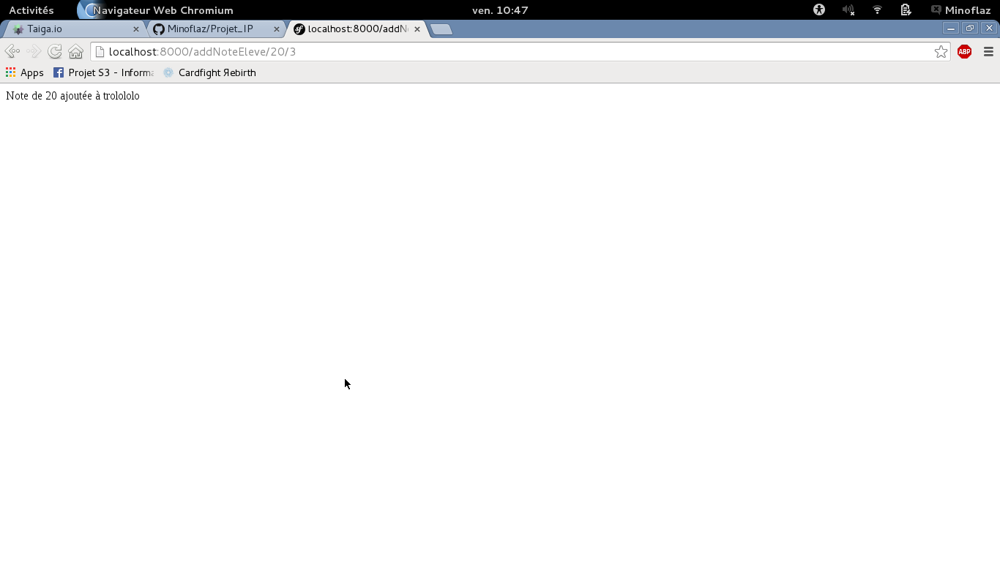 Activités Navigateur Web Chromium ven. 10:47 Minoflaz
Taiga.io Minoflaz/Projet_IP localhost:8000/addN
localhost:8000/addNoteEleve/20/3 ABP
Apps Projet S3 - Informa Cardfight Яebirth
Note de 20 ajoutée à trolololo